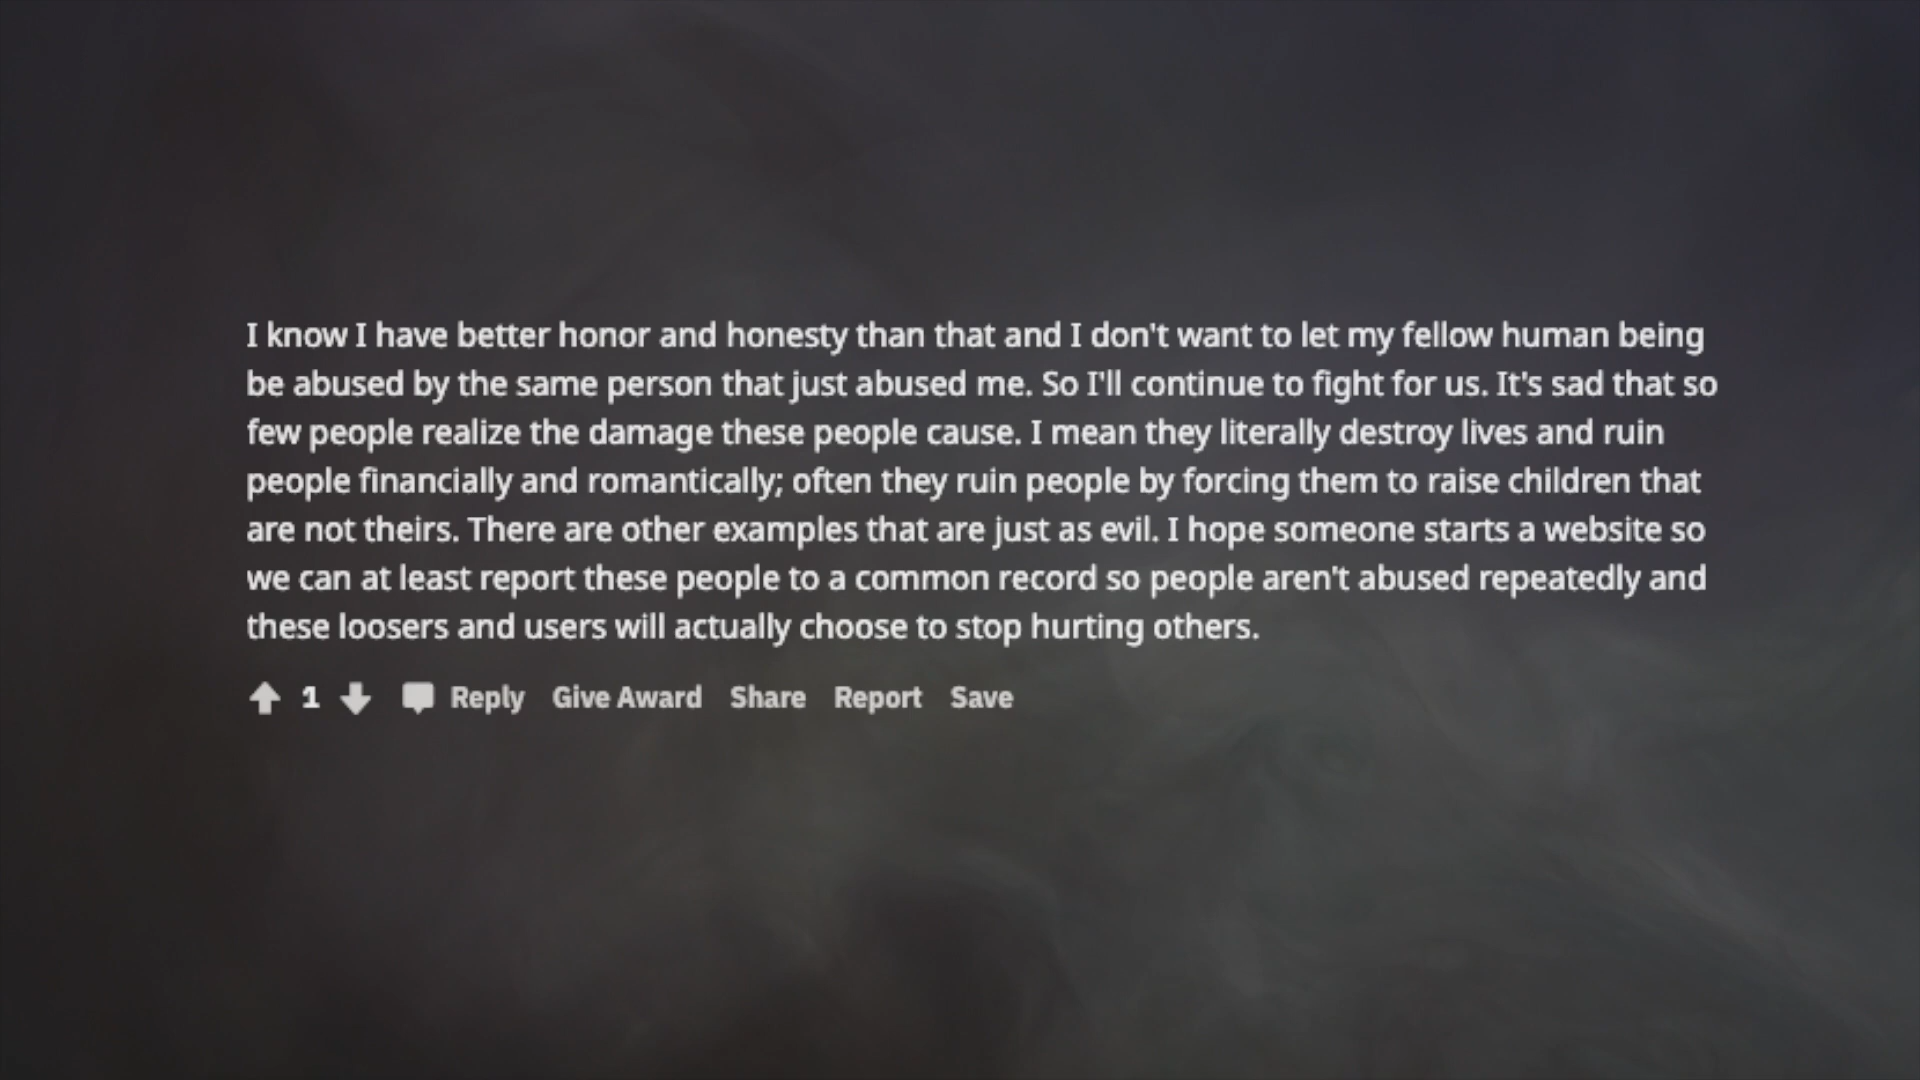 I know I have better honor and honesty than that and I don't want to let my fellow human being
be abused by the same person that just abused me. So I'll continue to fight for us. It's sad that so
few people realize the damage these people cause. I mean they literally destroy lives and ruin
people financially and romantically; often they ruin people by forcing them to raise children that
are not theirs. There are other examples that are just as evil. I hope someone starts a website so
we can at least report these people to a common record so people aren't abused repeatedly and
these loosers and users will actually choose to stop hurting others.
1 Reply Give Award Share Report Save